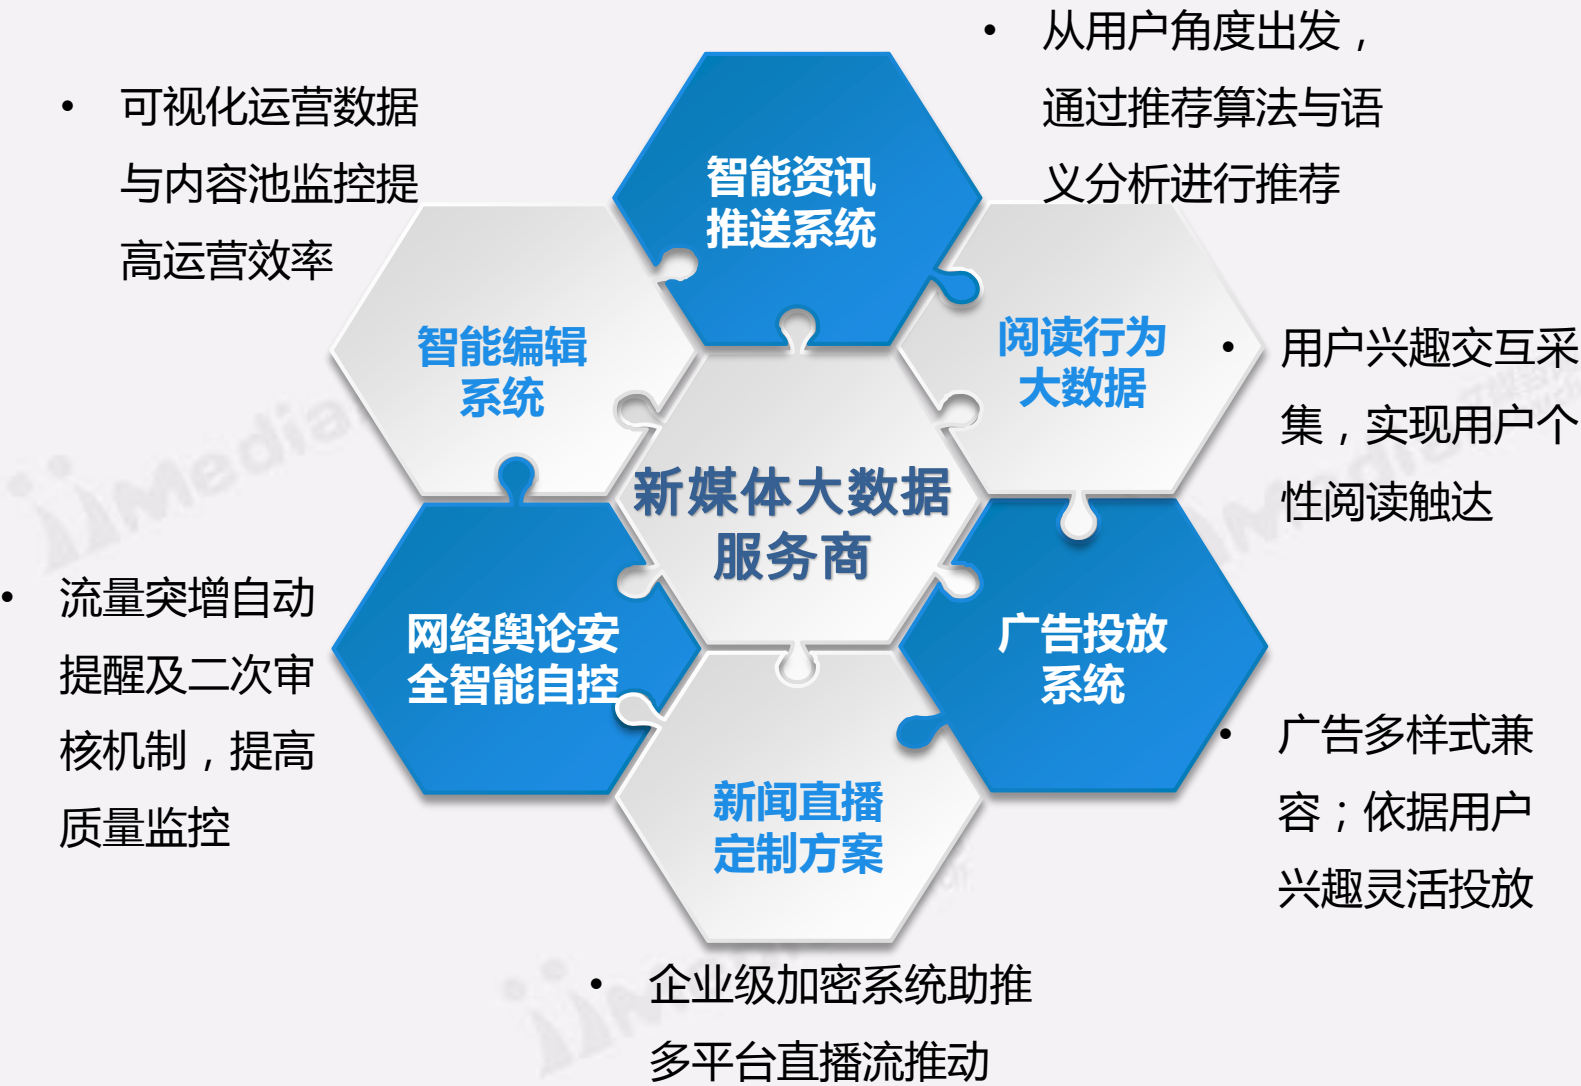 • 从用户角度出发，
通过推荐算法与语
义分析进行推荐
• 可视化运营数据
与内容池监控提
高运营效率
智能资讯
推送系统
智能编辑
系统
阅读行为
大数据
• 用户兴趣交互采
集，实现用户个
性阅读触达
新媒体大数据
服务商
• 流量突增自动
提醒及二次审
核机制，提高
质量监控
网络舆论安
全智能自控
广告投放
系统
• 广告多样式兼
容；依据用户
兴趣灵活投放
新闻直播
定制方案
• 企业级加密系统助推
多平台直播流推动
iiMedia